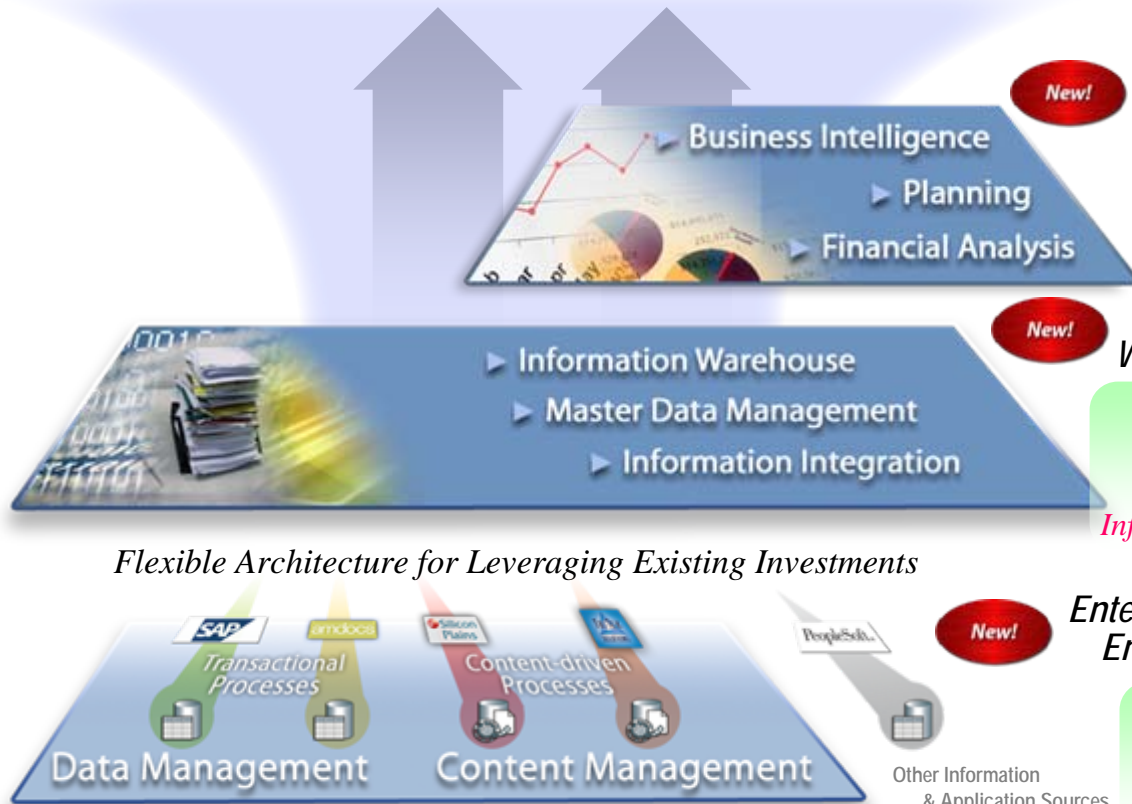 New!
Business Intelligence
Planning
Financial Analysis
New!
Information Warehouse
Master Data Management
Information Integration
Flexible Architecture for Leveraging Existing Investments
New!
SAP
amdocs
Silicon
Plains
PeopleSoft.
Transactional
Processes
Content-driven
Processes
Data Management
Content Management
Other Information
& Application Sources